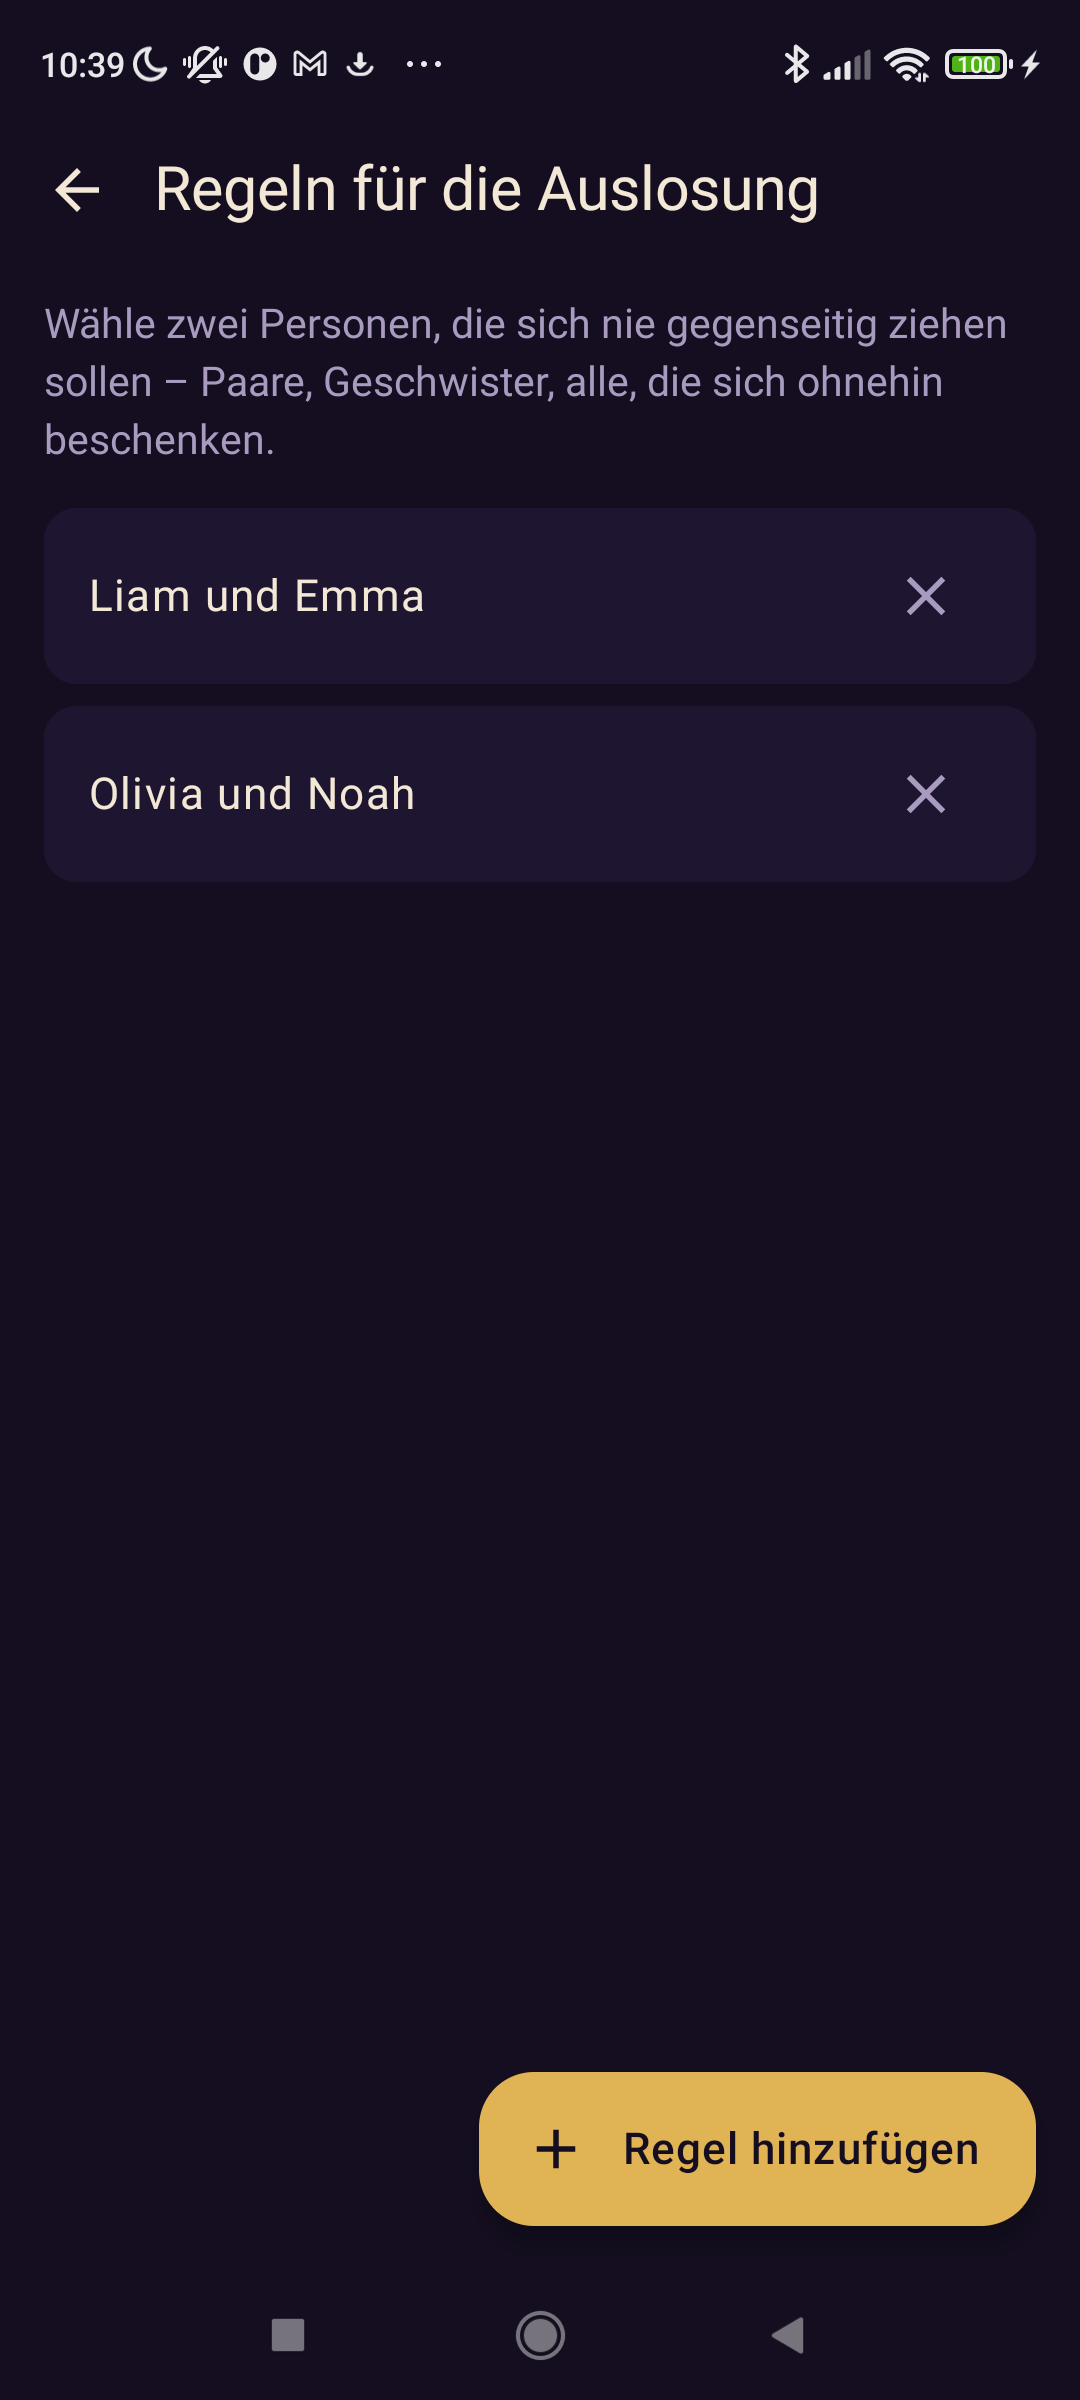 10:39
100
Regeln für die Auslosung
Wähle zwei Personen, die sich nie gegenseitig ziehen
sollen – Paare, Geschwister, alle, die sich ohnehin
beschenken.
Liam und Emma
Olivia und Noah
Regel hinzufügen